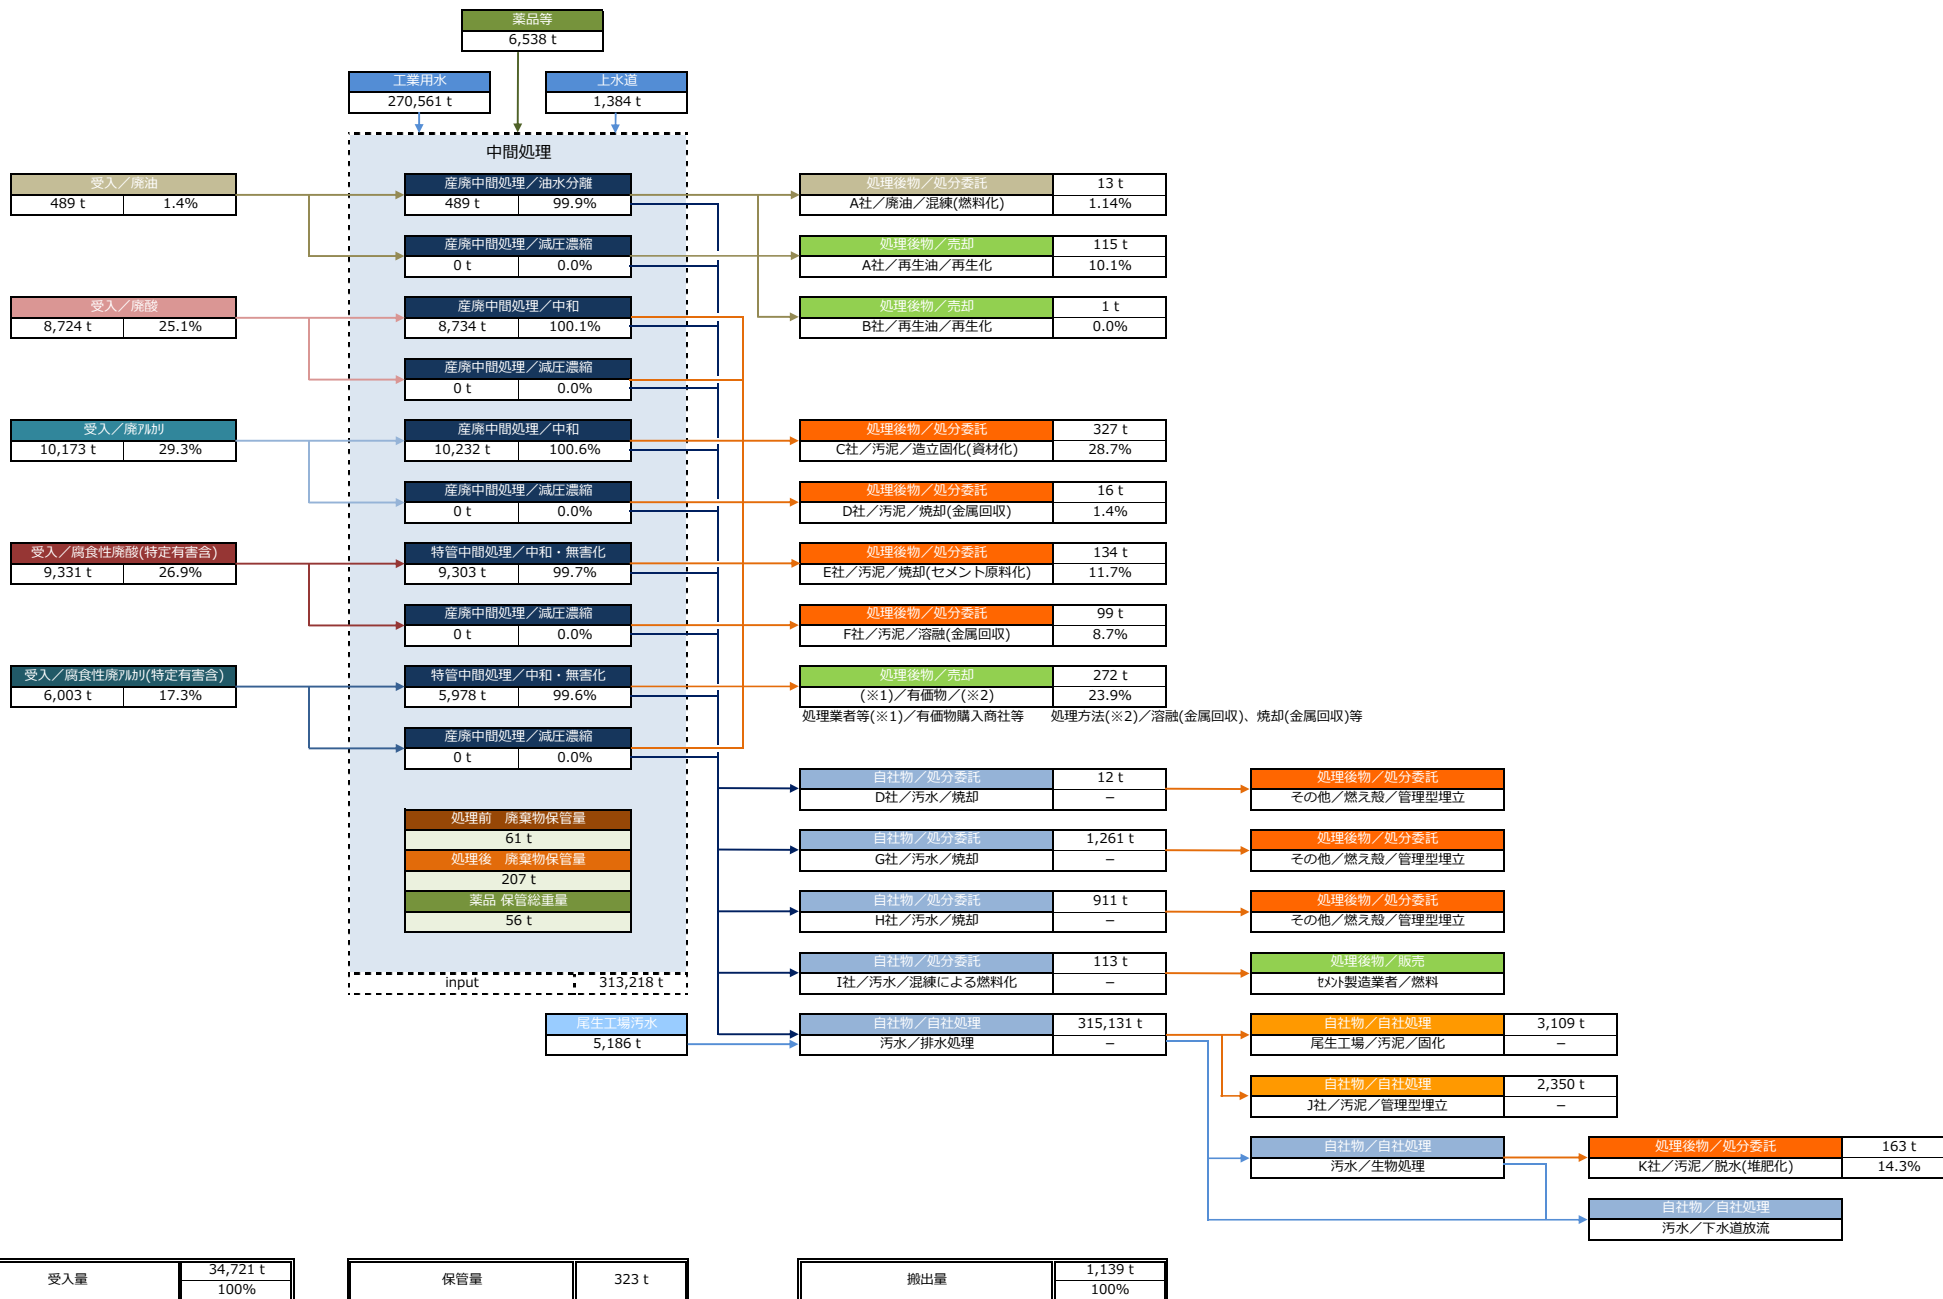 薬品等
6,538 t
工業用水
270,561 t
上水道
1,384 t
中間処理
受入／廃油
489 t 1.4%
産廃中間処理／油水分離
489 t 99.9%
処理後物／処分委託 13 t
A社／廃油／混練(燃料化) 1.14%
産廃中間処理／減圧濃縮
0 t 0.0%
処理後物／売却 115 t
A社／再生油／再生化 10.1%
受入／廃酸
8,724 t 25.1%
産廃中間処理／中和
8,734 t 100.1%
処理後物／売却 1 t
B社／再生油／再生化 0.0%
産廃中間処理／減圧濃縮
0 t 0.0%
受入／廃ｱﾙｶﾘ
10,173 t 29.3%
産廃中間処理／中和
10,232 t 100.6%
処理後物／処分委託 327 t
C社／汚泥／造立固化(資材化) 28.7%
産廃中間処理／減圧濃縮
0 t 0.0%
処理後物／処分委託 16 t
D社／汚泥／焼却(金属回収) 1.4%
受入／腐食性廃酸(特定有害含)
9,331 t 26.9%
特管中間処理／中和・無害化
9,303 t 99.7%
処理後物／処分委託 134 t
E社／汚泥／焼却(セメント原料化) 11.7%
産廃中間処理／減圧濃縮
0 t 0.0%
処理後物／処分委託 99 t
F社／汚泥／溶融(金属回収) 8.7%
受入／腐食性廃ｱﾙｶﾘ(特定有害含)
6,003 t 17.3%
特管中間処理／中和・無害化
5,978 t 99.6%
処理後物／売却 272 t
(※1)／有価物／(※2) 23.9%
処理業者等(※1)／有価物購入商社等 処理方法(※2)／溶融(金属回収)、焼却(金属回収)等
産廃中間処理／減圧濃縮
0 t 0.0%
自社物／処分委託 12 t
D社／汚水／焼却 －
処理後物／処分委託
その他／燃え殻／管理型埋立
処理前　廃棄物保管量
61 t
処理後　廃棄物保管量
207 t
薬品 保管総重量
56 t
自社物／処分委託 1,261 t
G社／汚水／焼却 －
処理後物／処分委託
その他／燃え殻／管理型埋立
自社物／処分委託 911 t
H社／汚水／焼却 －
処理後物／処分委託
その他／燃え殻／管理型埋立
自社物／処分委託 113 t
I社／汚水／混練による燃料化 －
処理後物／販売
ｾﾒﾝﾄ製造業者／燃料
input 313,218 t
尾生工場汚水
5,186 t
自社物／自社処理 315,131 t
汚水／排水処理 －
自社物／自社処理 3,109 t
尾生工場／汚泥／固化 －
自社物／自社処理 2,350 t
J社／汚泥／管理型埋立 －
自社物／自社処理
汚水／生物処理
処理後物／処分委託 163 t
K社／汚泥／脱水(堆肥化) 14.3%
自社物／自社処理
汚水／下水道放流
受入量 34,721 t
100%
保管量 323 t
搬出量 1,139 t
100%